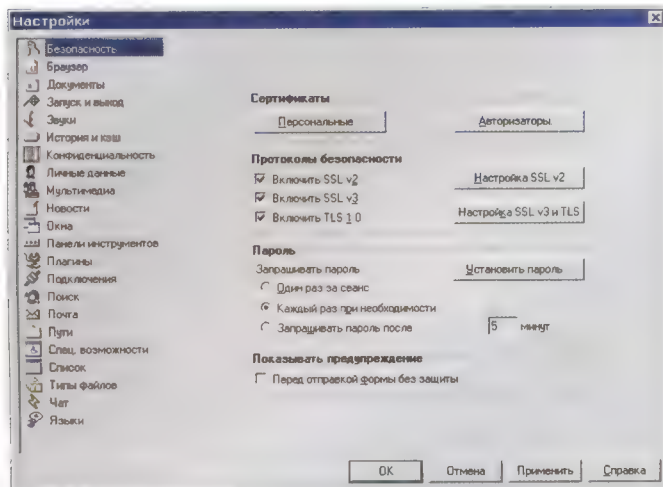 Настройки
Безопасность
Браузер
Документы
Запуск и выход
Звуки
История и кэш
Конфиденциальность
Личные данные
Мультимедиа
Новости
Окна
Панели инструментов
Плагины
Подключения
Поиск
Почта
Пути
Спец. возможности
Список
Типы файлов
Чат
Языки
Сертификаты
Персональные
Авторизаторы
Протоколы безопасности
Включить SSL v2
Настройка SSL v2
Включить SSL v3
Включить TLS 1 0
Настройка SSL v3 и TLS
Пароль
Запрашивать пароль
Установить пароль
Один раз за сеанс
Каждый раз при необходимости
Запрашивать пароль после
5 минут
Показывать предупреждение
Перед отправкой формы без защиты
OK
Отмена
Применить
Справка